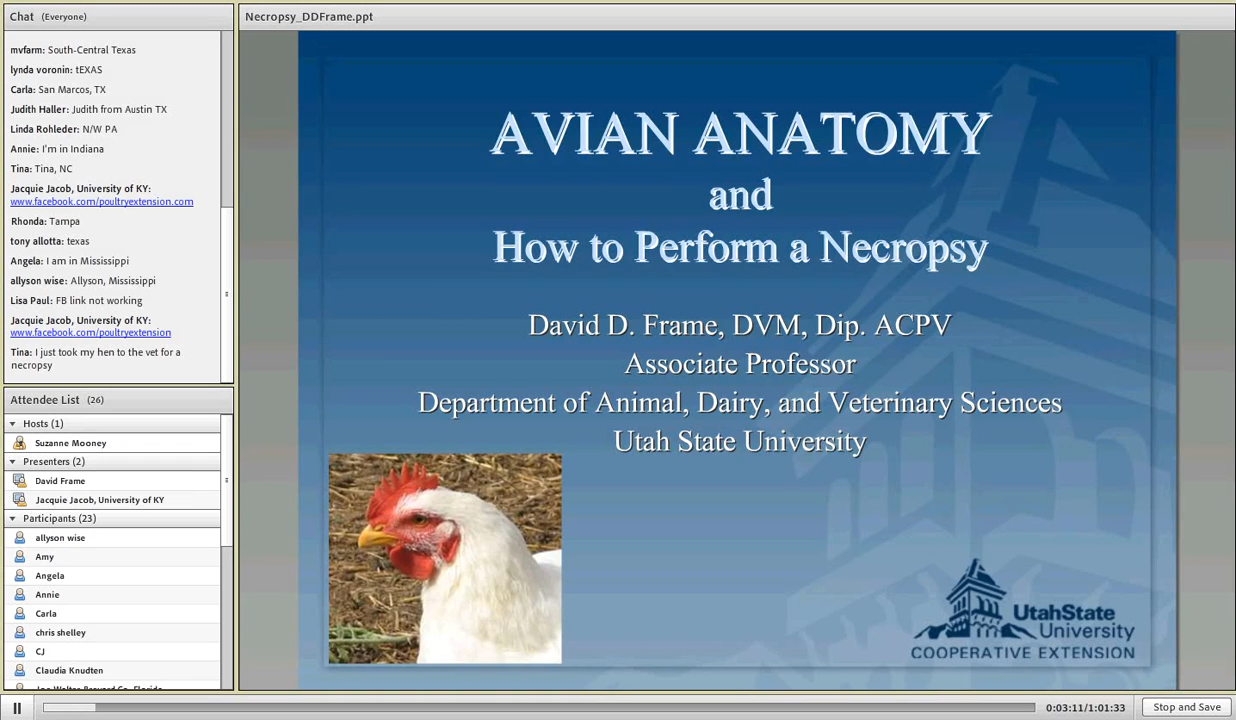 Chat (Everyone)
mvfarm: South-Central Texas
lynda voronin: tEXAS
Carla: San Marcos, TX
Judith Haller: Judith from Austin TX
Linda Rohleder: N/W PA
Annie: I'm in Indiana
Tina: Tina, NC
Jacquie Jacob, University of KY:
www.facebook.com/poultryextension.com
Rhonda: Tampa
tony allotta: texas
Angela: I am in Mississippi
allyson wise: Allyson, Mississippi
Lisa Paul: FB link not working
Jacquie Jacob, University of KY:
www.facebook.com/poultryextension
Tina: I just took my hen to the vet for a
necropsy
Attendee List (26)
Hosts (1)
Suzanne Mooney
Presenters (2)
David Frame
Jacquie Jacob, University of KY
Participants (23)
allyson wise
Amy
Angela
Annie
Carla
chris shelley
CJ
Claudia Knudten
Necropsy_DDFrame.ppt
AVIAN ANATOMY
and
How to Perform a Necropsy
David D. Frame, DVM, Dip. ACPV
Associate Professor
Department of Animal, Dairy, and Veterinary Sciences
Utah State University
UtahState
University
COOPERATIVE EXTENSION
0:03:11/1:01:33
Stop and Save